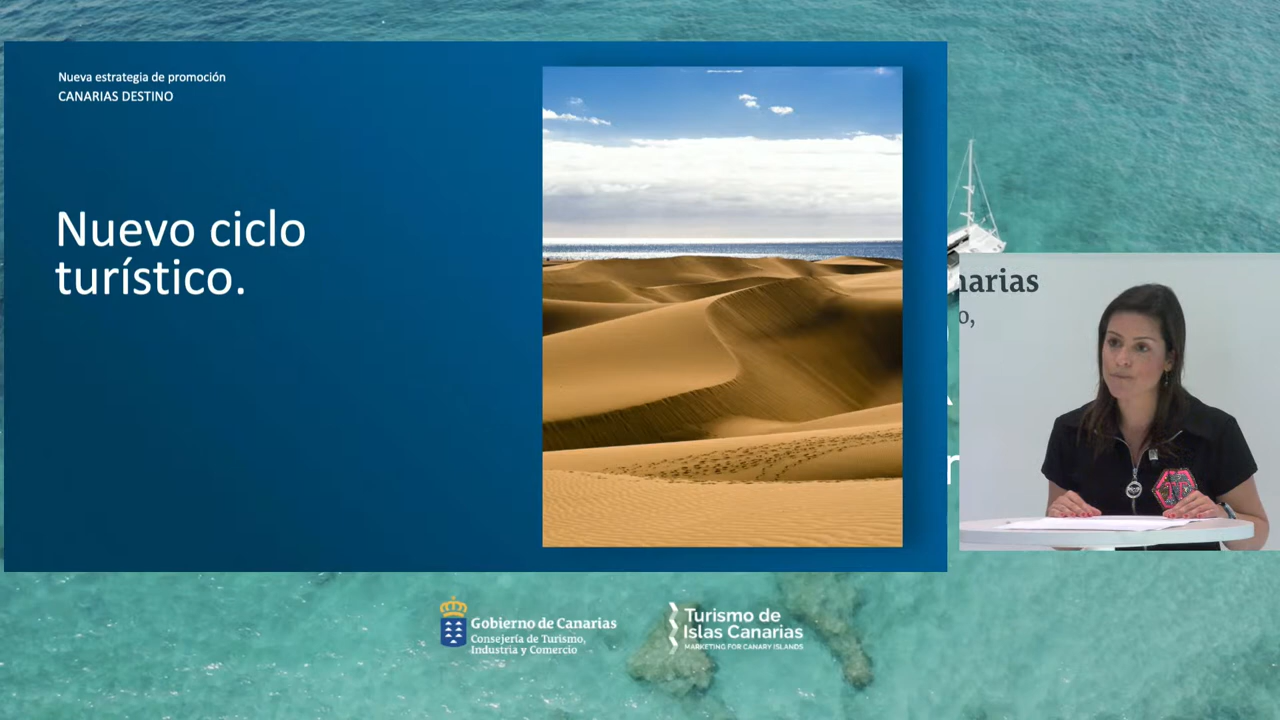 Nueva estrategia de promoción
CANARIAS DESTINO
Nuevo ciclo
turístico.
narias
o,
Gobierno de Canarias
Consejería de Turismo,
Industria y Comercio
Turismo de
Islas Canarias
MARKETING FOR CANARY ISLANDS